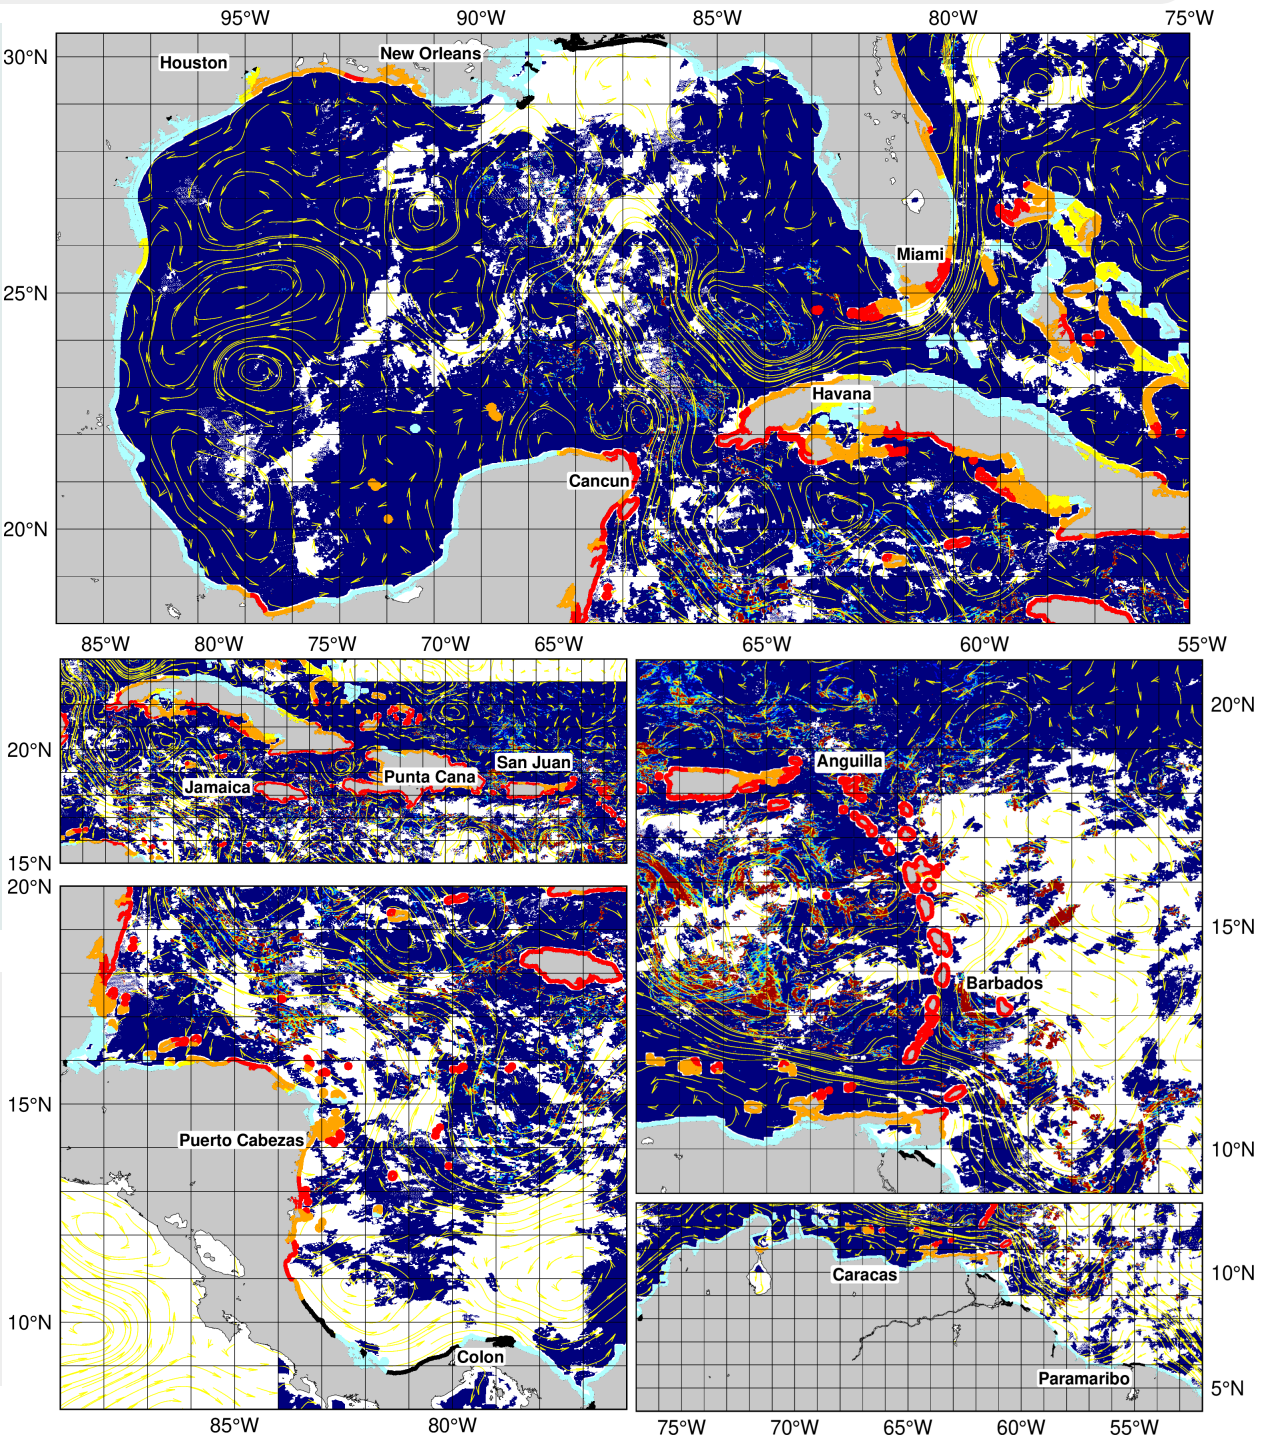 95°W 90°W 85°W 80°W 75°W
30°N
Houston
New Orleans
Miami
25°N
Havana
Cancun
20°N
85°W 80°W 75°W 70°W 65°W 65°W 60°W 55°W
20°N
Jamaica
Punta Cana
San Juan
15°N
20°N
Anguilla
15°N
Barbados
10°N
20°N
15°N
Puerto Cabezas
10°N
Colon
85°W 80°W
Caracas
10°N
Paramaribo
5°N
75°W 70°W 65°W 60°W 55°W